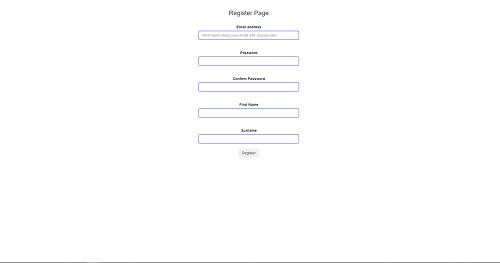 Register Page
Email address
We'll never share your email with anyone else.
Password
Confirm Password
First Name
Surname
Register